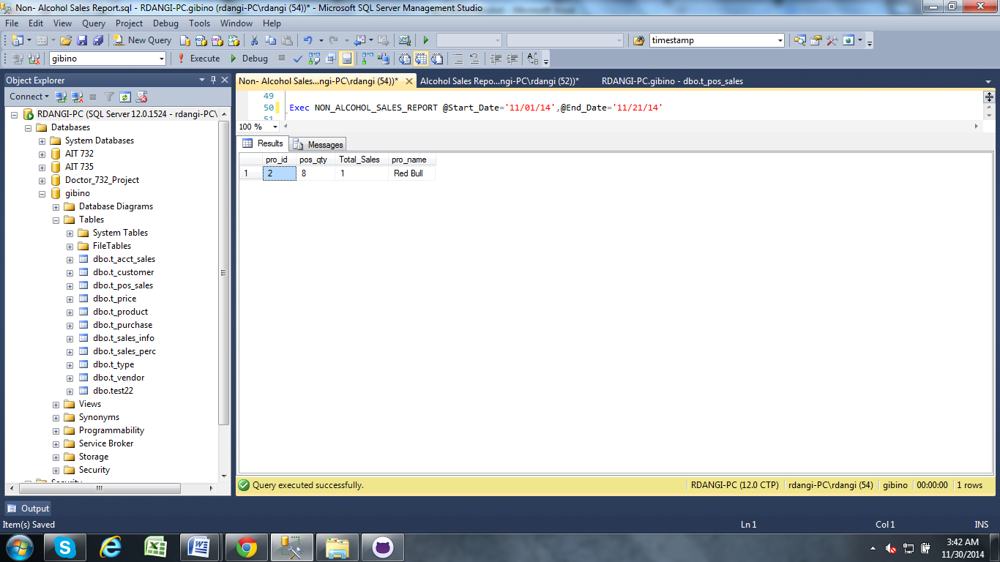 Non- Alcohol Sales Report.sql - RDANGI-PC.gibino (rdangi-PC\rdangi (54))* - Microsoft SQL Server Management Studio
File Edit View Query Project Debug Tools Window Help
New Query timestamp
gibino Execute Debug
Object Explorer
Connect
RDANGI-PC (SQL Server 12.0.1524 - rdangi-PC\
Databases
System Databases
AIT 732
AIT 735
Doctor_732_Project
gibino
Database Diagrams
Tables
System Tables
FileTables
dbo.t_acct_sales
dbo.t_customer
dbo.t_pos_sales
dbo.t_price
dbo.t_product
dbo.t_purchase
dbo.t_sales_info
dbo.t_sales_perc
dbo.t_type
dbo.t_vendor
dbo.test22
Views
Synonyms
Programmability
Service Broker
Storage
Security
Security
Non- Alcohol Sales...ngi-PC\rdangi (54))* Alcohol Sales Repo...ngi-PC\rdangi (52))* RDANGI-PC.gibino - dbo.t_pos_sales
49
50 Exec NON_ALCOHOL_SALES_REPORT @Start_Date='11/01/14',@End_Date='11/21/14'
51
100 %
Results Messages
pro_id pos_qty Total_Sales pro_name
1 2 8 1 Red Bull
Query executed successfully. RDANGI-PC (12.0 CTP) rdangi-PC\rdangi (54) gibino 00:00:00 1 rows
Output
Item(s) Saved Ln 1 Col 1 INS
3:42 AM
11/30/2014